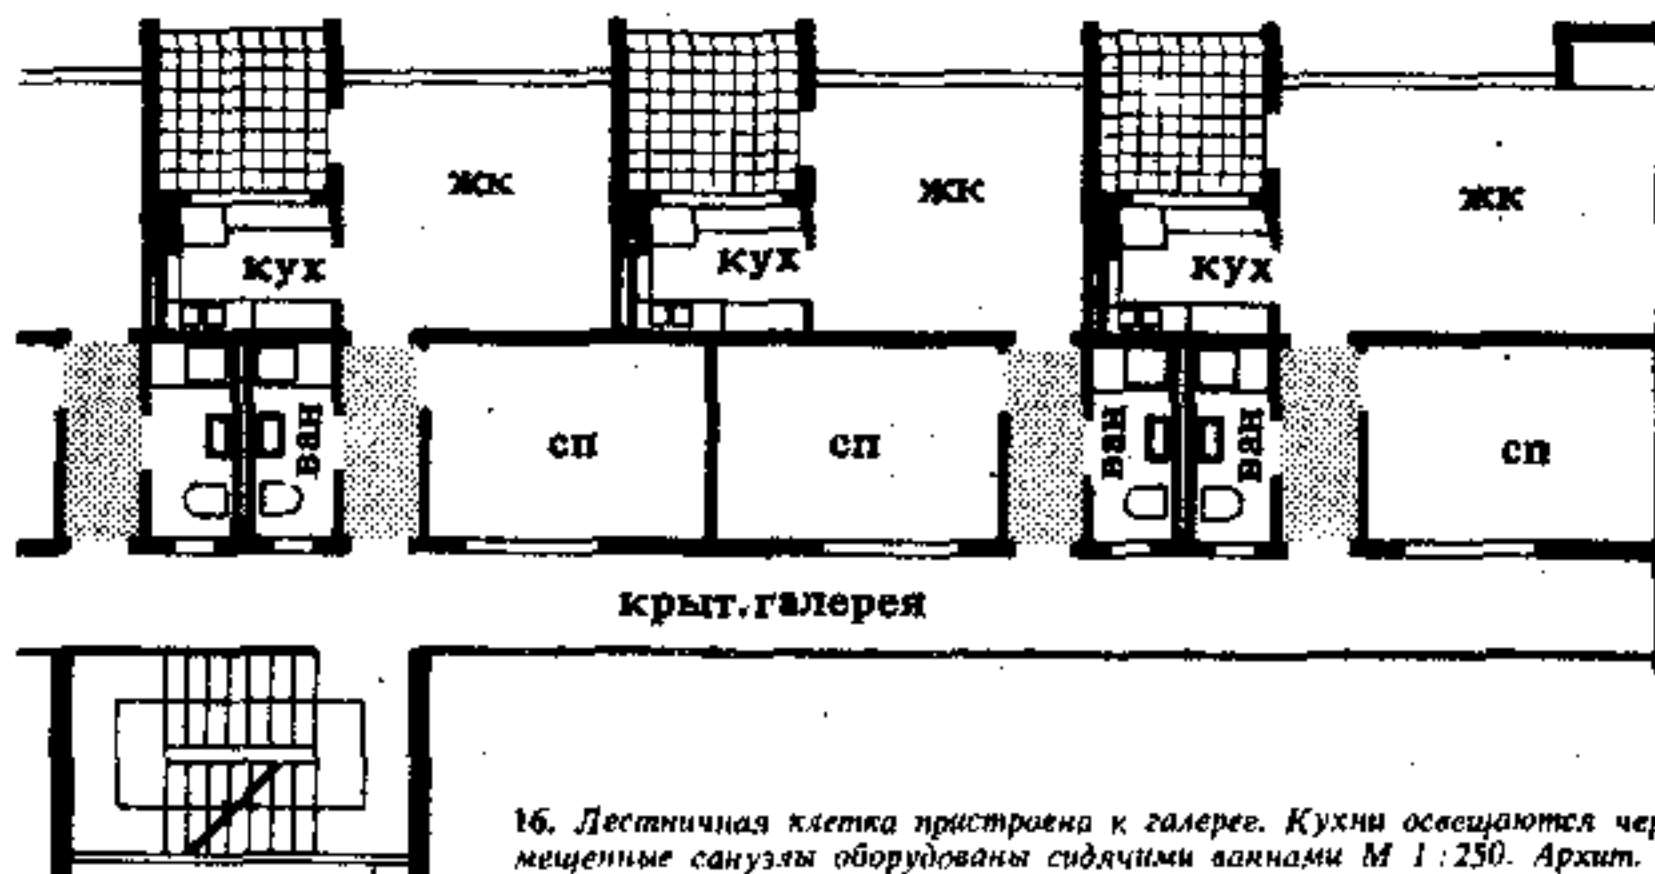 жк
жк
жк
кух
кух
кух
ван
ван
ван
сп
сп
сп
крыт.галерея
16. Лестничная клетка пристроена к галерее. Кухни освещаются чер
мещенные санузлы оборудованы сидячими ваннами М 1:250. Архит.